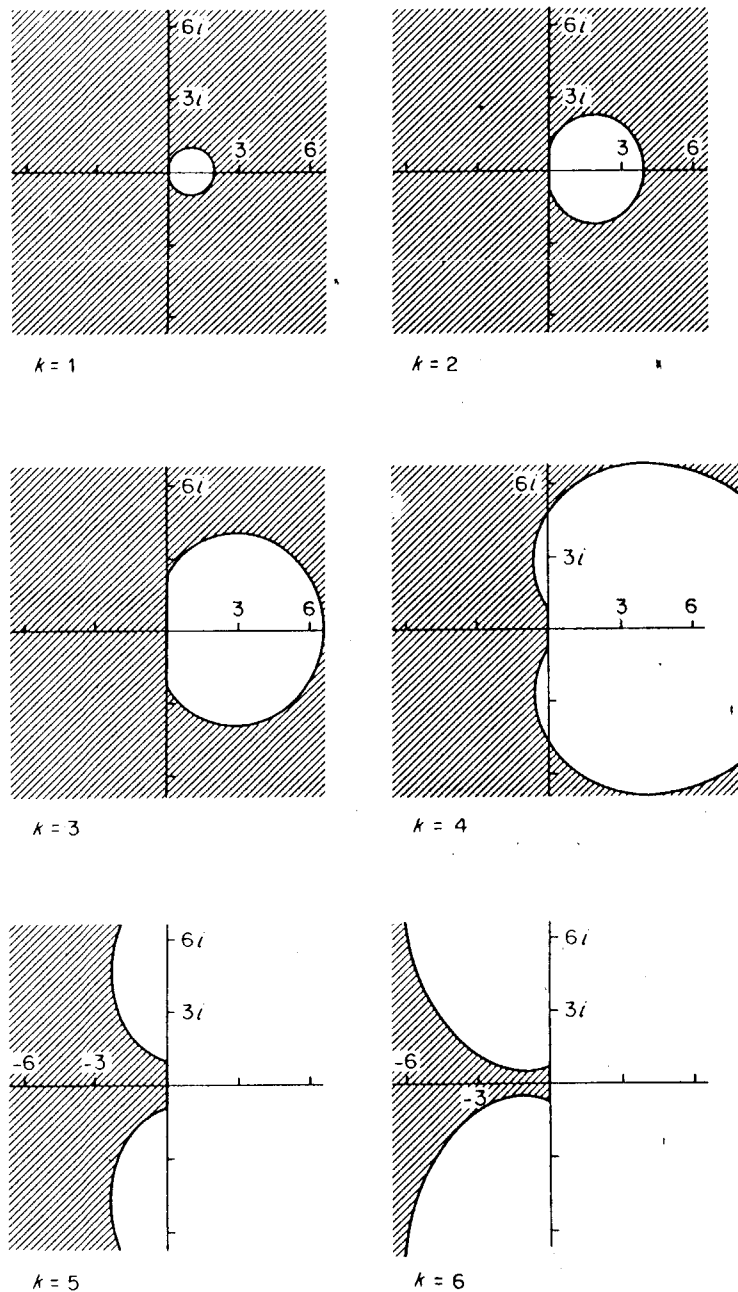 6i 6i
3i 3i
3 6 3 6
k = 1 k = 2
6i 6i
3i
3 6 3 6
k = 3 k = 4
6i 6i
3i 3i
-6 -3 -6
-3
k = 5 k = 6